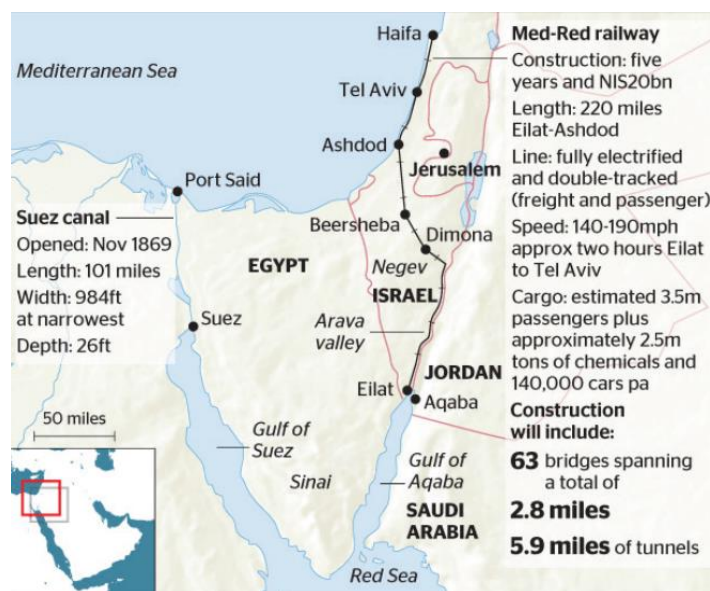 Mediterranean Sea
Haifa
Tel Aviv
Ashdod
Jerusalem
Port Said
Beersheba
Dimona
EGYPT
Negev
ISRAEL
Suez
Arava
valley
JORDAN
Eilat
Aqaba
Gulf of
Suez
Sinai
Gulf of
Aqaba
SAUDI
ARABIA
Red Sea
50 miles
Suez canal
Opened: Nov 1869
Length: 101 miles
Width: 984ft
at narrowest
Depth: 26ft
Med-Red railway
Construction: five
years and NIS20bn
Length: 220 miles
Eilat-Ashdod
Line: fully electrified
and double-tracked
(freight and passenger)
Speed: 140-190mph
approx two hours Eilat
to Tel Aviv
Cargo: estimated 3.5m
passengers plus
approximately 2.5m
tons of chemicals and
140,000 cars pa
Construction
will include:
63 bridges spanning
a total of
2.8 miles
5.9 miles of tunnels